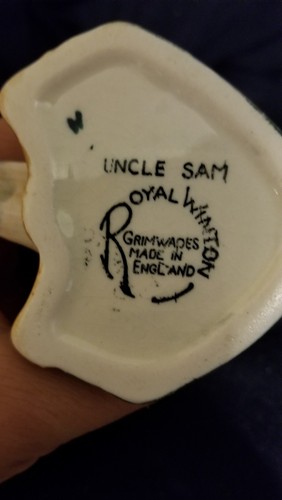 UNCLE SAM
ROYAL WINTON
GRIMWADES
MADE IN
ENGLAND